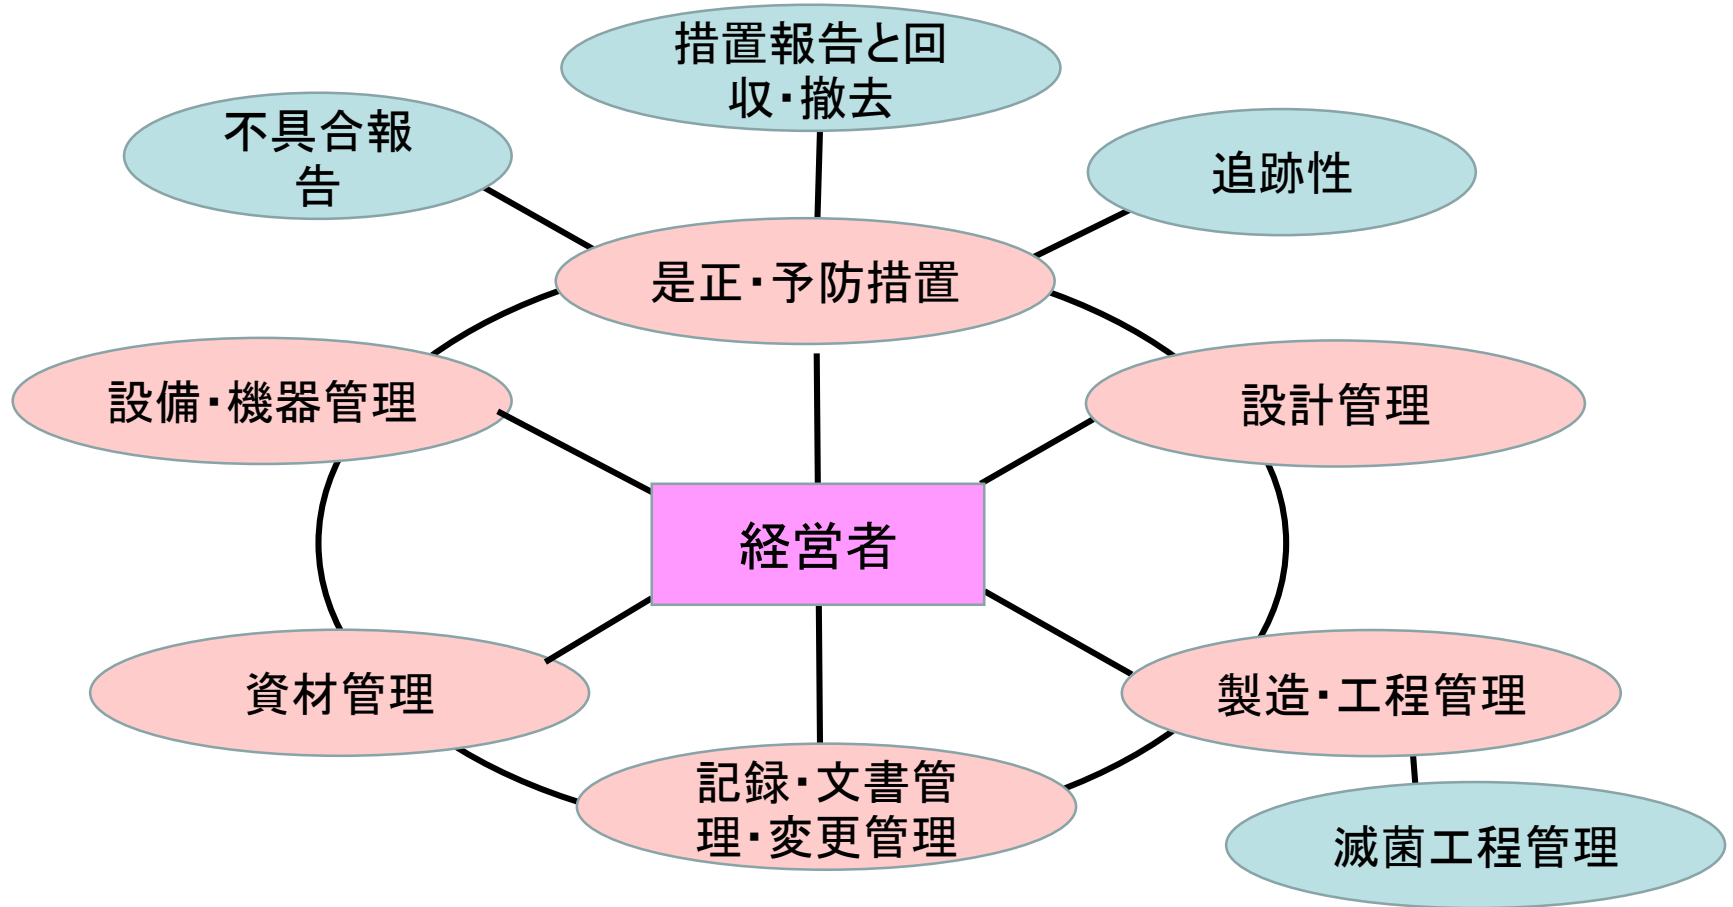 措置報告と回
収・撤去
不具合報
告
追跡性
是正・予防措置
設備・機器管理
設計管理
経営者
資材管理
製造・工程管理
記録・文書管
理・変更管理
滅菌工程管理